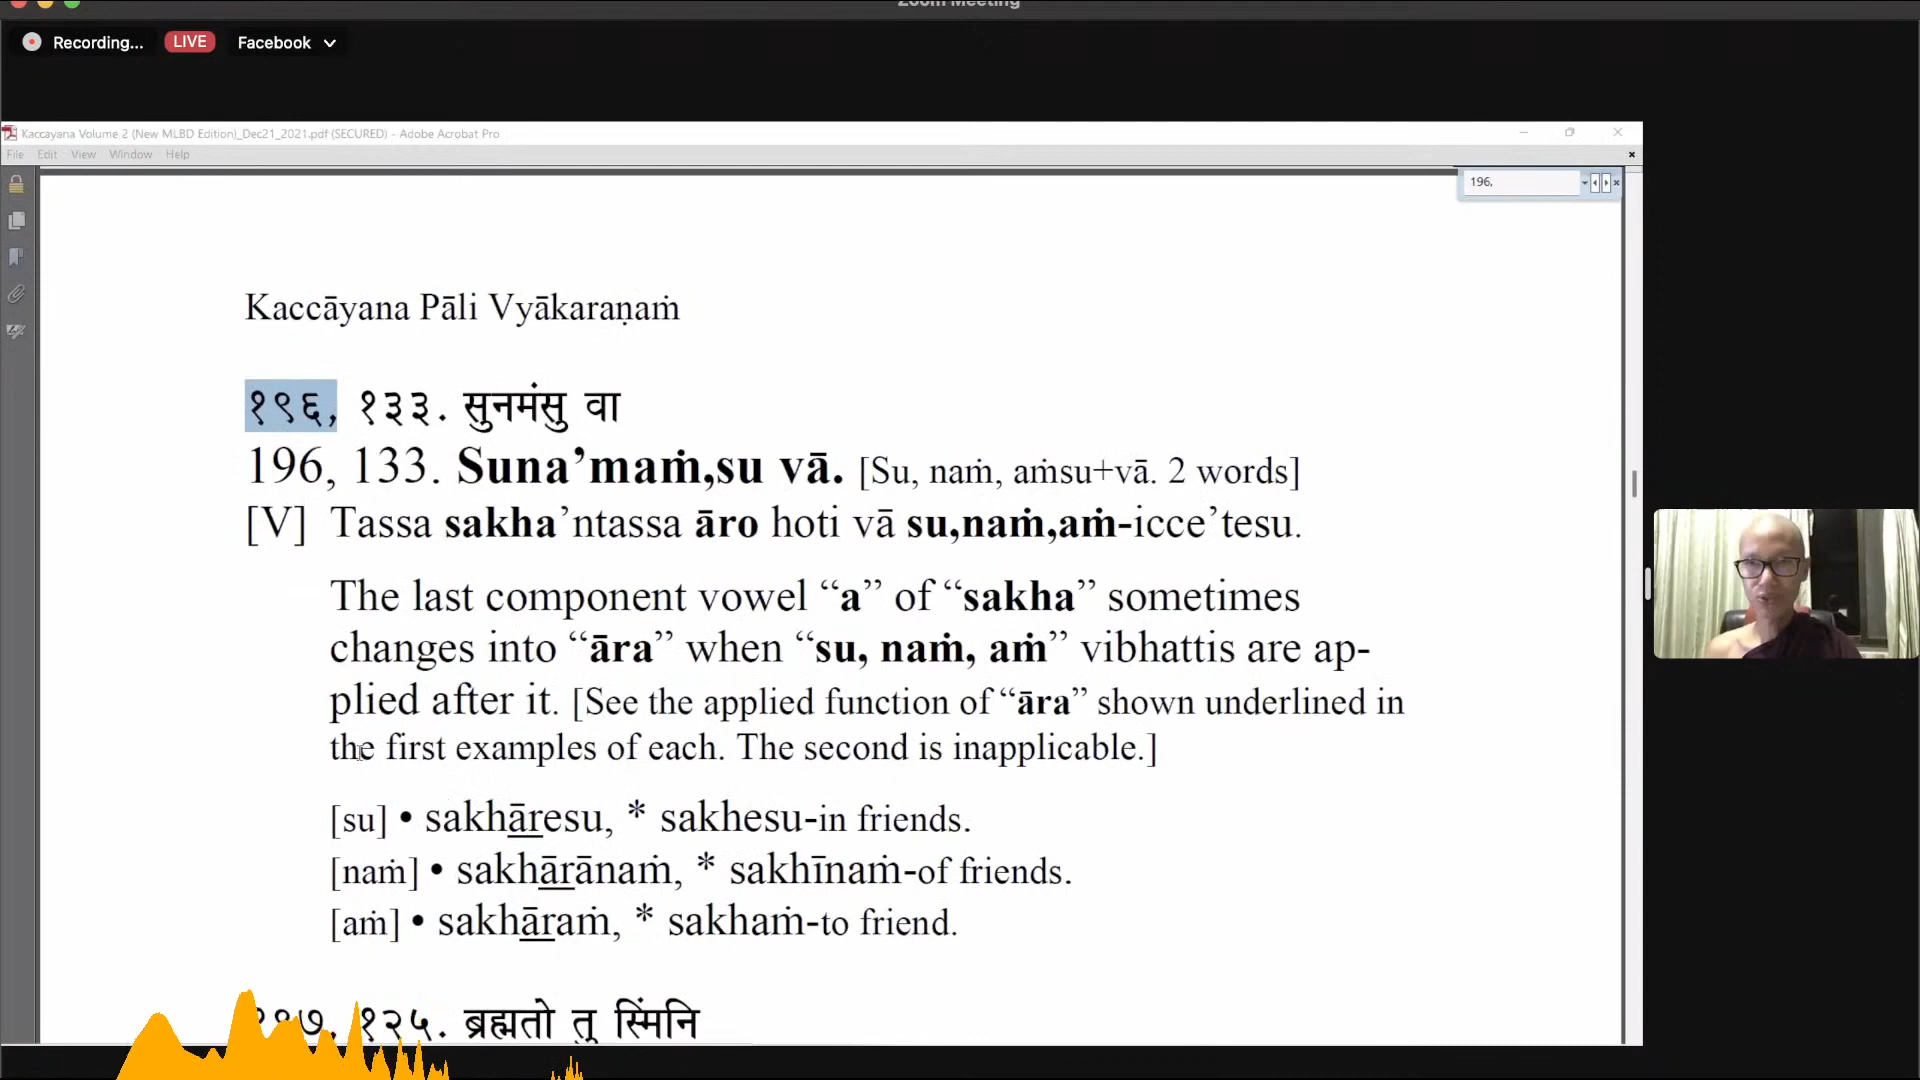 Zoom Meeting
Recording... LIVE Facebook
Kaccayana Volume 2 (New MLBD Edition)_Dec21_2021.pdf (SECURED) - Adobe Acrobat Pro
File Edit View Window Help
196,
Kaccāyana Pāli Vyākaraṇaṁ
१९६, १३३. सुनमंसु वा
196, 133. Suna’maṁ,su vā. [Su, naṁ, aṁsu+vā. 2 words]
[V] Tassa sakha’ntassa āro hoti vā su,naṁ,aṁ-icce’tesu.
The last component vowel “a” of “sakha” sometimes
changes into “āra” when “su, naṁ, aṁ” vibhattis are ap-
plied after it. [See the applied function of “āra” shown underlined in
the first examples of each. The second is inapplicable.]
[su] • sakhāresu, * sakhesu-in friends.
[naṁ] • sakhārānaṁ, * sakhīnaṁ-of friends.
[aṁ] • sakhāraṁ, * sakhaṁ-to friend.
१९७, १२५. ब्रह्मतो तु स्मिंनि